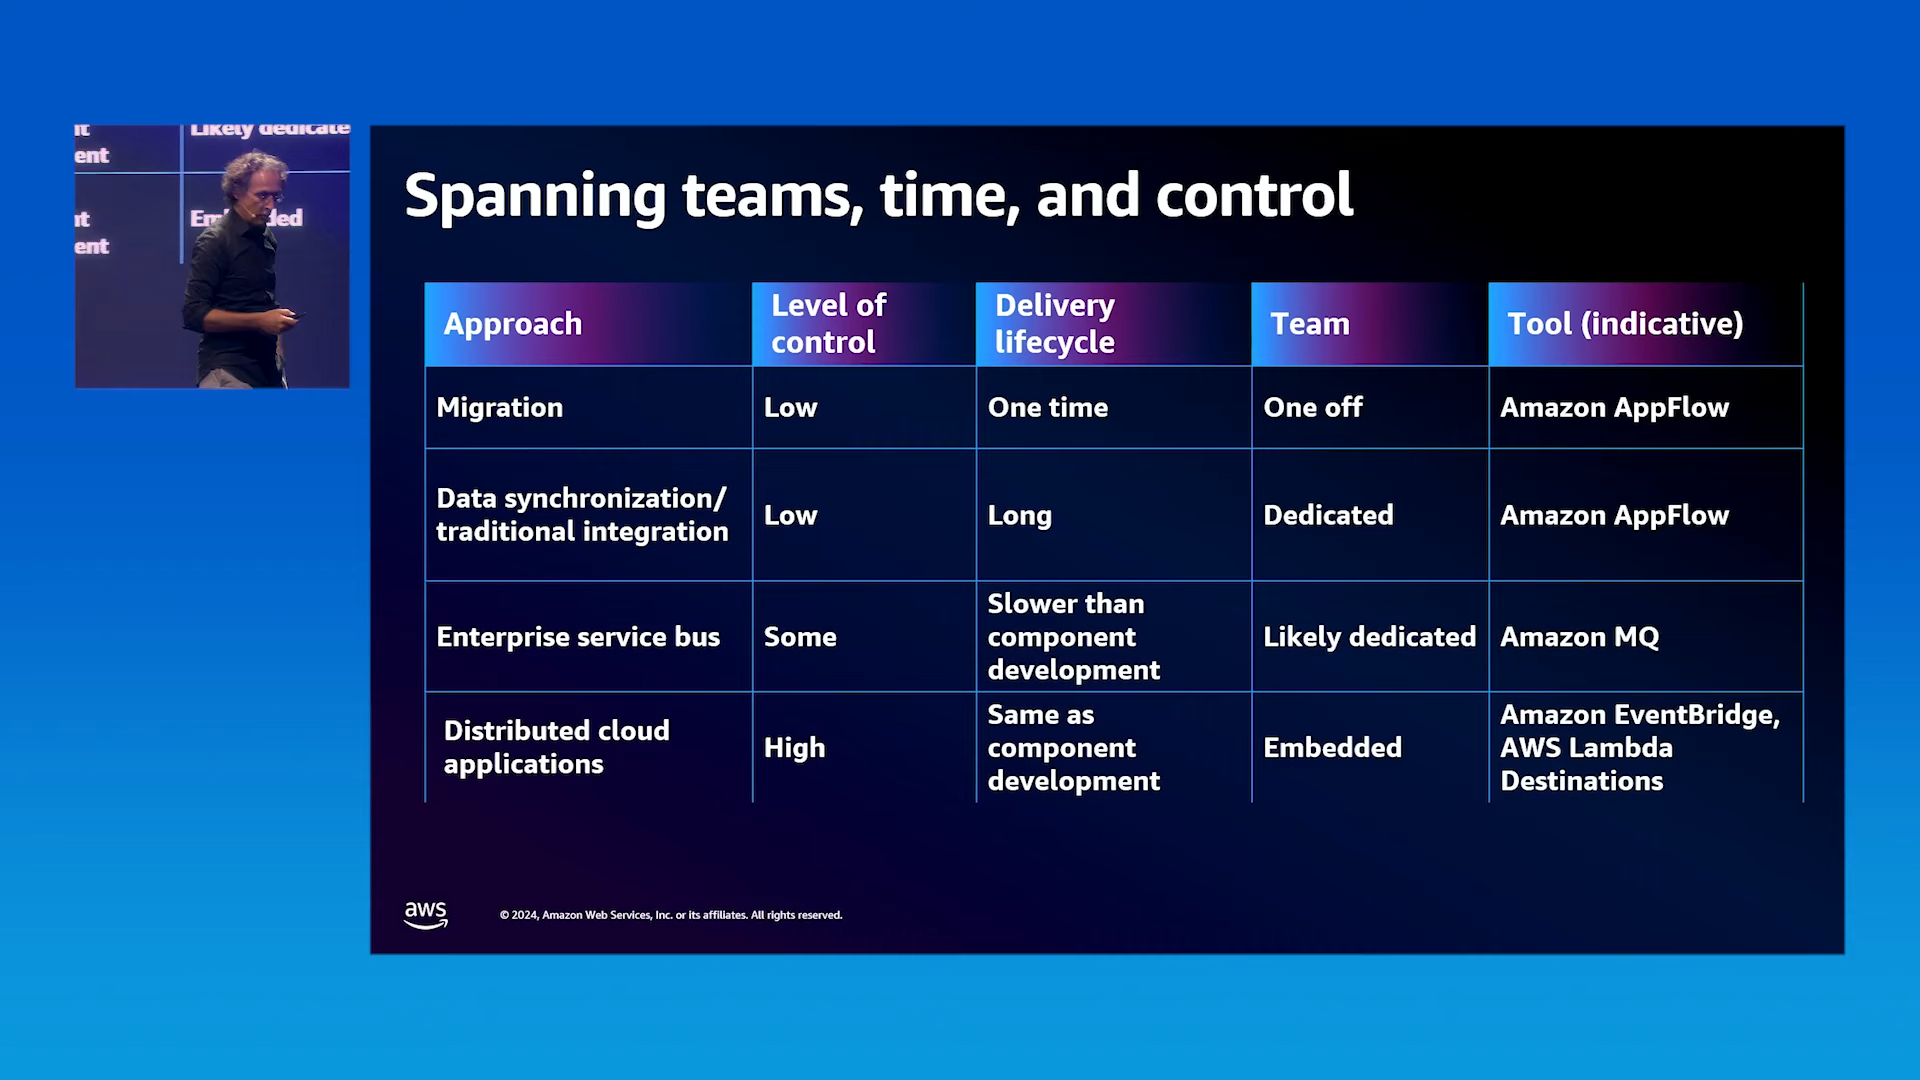 it
ent
Likely dedicate
it
ent
Spanning teams, time, and control
Approach
Level of
control
Delivery
lifecycle
Team
Tool (indicative)
Migration
Low
One time
One off
Amazon AppFlow
Data synchronization/
traditional integration
Low
Long
Dedicated
Amazon AppFlow
Enterprise service bus
Some
Slower than
component
development
Likely dedicated
Amazon MQ
Distributed cloud
applications
High
Same as
component
development
Embedded
Amazon EventBridge,
AWS Lambda
Destinations
aws
© 2024, Amazon Web Services, Inc. or its affiliates. All rights reserved.